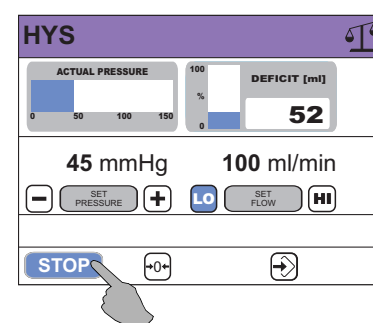 HYS
ACTUAL PRESSURE
0 50 100 150
100
%
0
DEFICIT [ml]
52
45 mmHg 100 ml/min
SET
PRESSURE
LO
SET
FLOW
HI
STOP
0